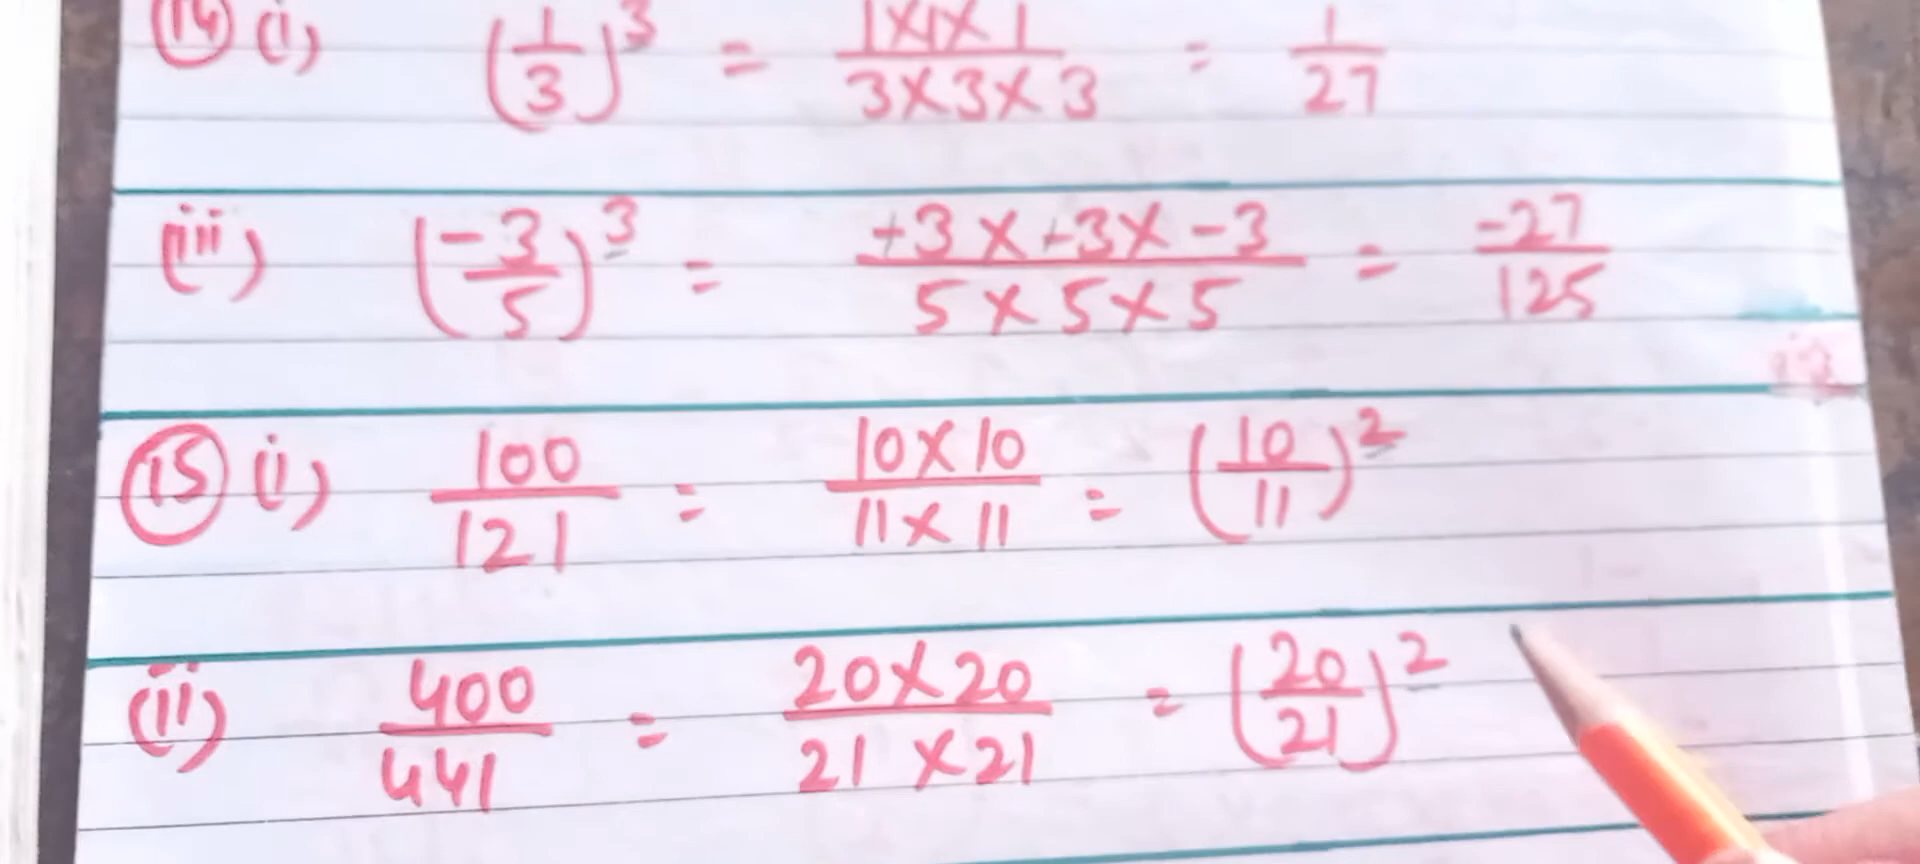 (14) (i) (1/3)^3 = 1×1×1 / 3×3×3 = 1/27
(iii) (-3/5)^3 = +3 × +3 × -3 / 5 × 5 × 5 = -27/125
(15) (i) 100/121 = 10×10 / 11×11 = (10/11)^2
(ii) 400/441 = 20×20 / 21×21 = (20/21)^2